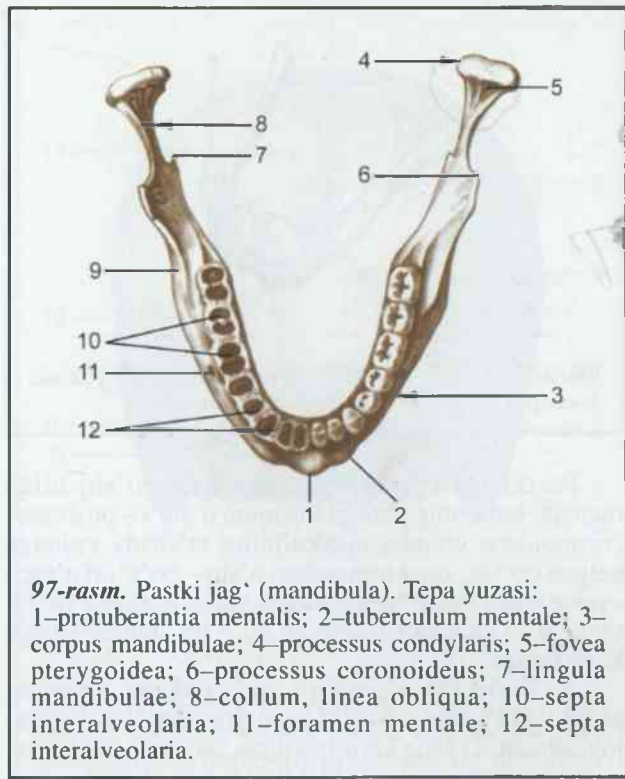 4
5
8
7
6
9
10
11
3
12
1
2
97-rasm. Pastki jag‘ (mandibula). Tepa yuzasi:
1–protuberantia mentalis; 2–tuberculum mentale; 3–
corpus mandibulae; 4–processus condylaris; 5–fovea
pterygoidea; 6–processus coronoideus; 7–lingula
mandibulae; 8–collum, linea obliqua; 10–septa
interalveolaria; 11–foramen mentale; 12–septa
interalveolaria.